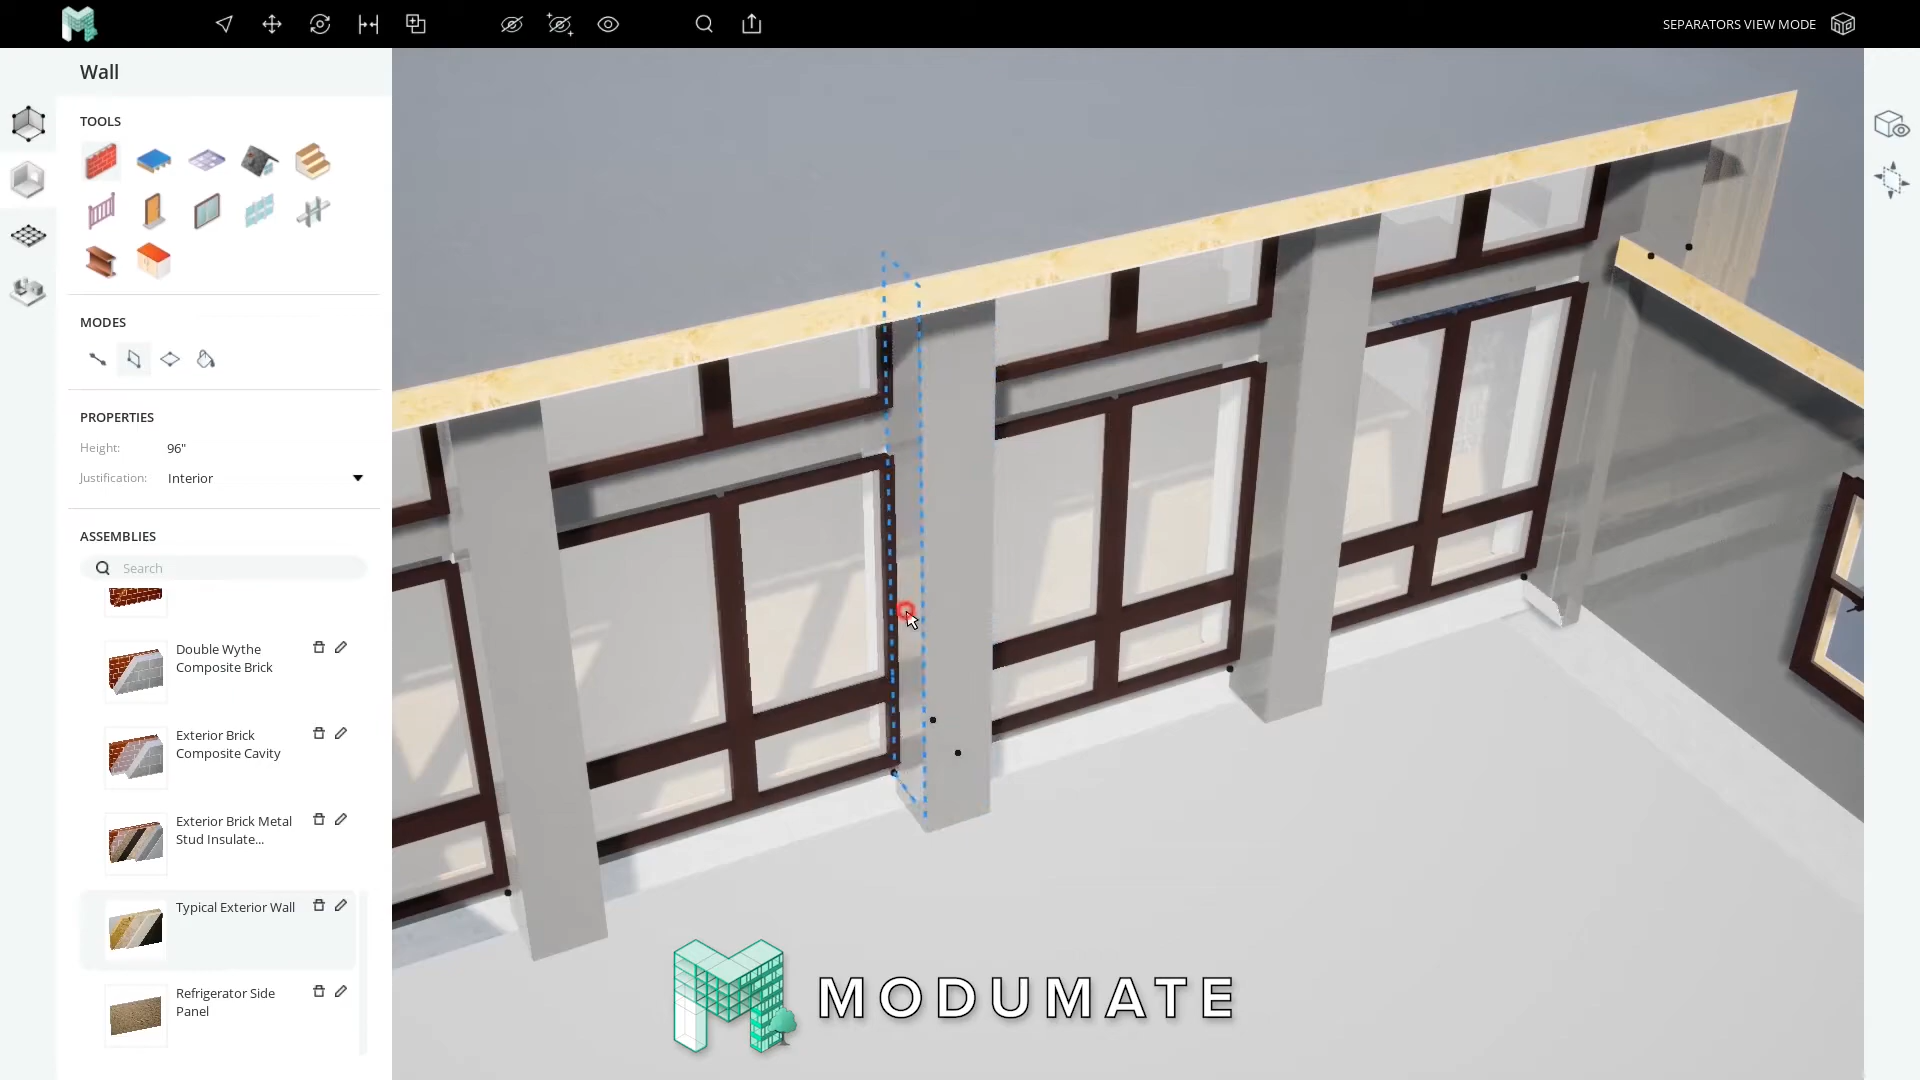 SEPARATORS VIEW MODE
Wall
TOOLS
MODES
PROPERTIES
Height: 96"
Justification: Interior
ASSEMBLIES
Search
Double Wythe
Composite Brick
Exterior Brick
Composite Cavity
Exterior Brick Metal
Stud Insulate...
Typical Exterior Wall
Refrigerator Side
Panel
MODUMATE